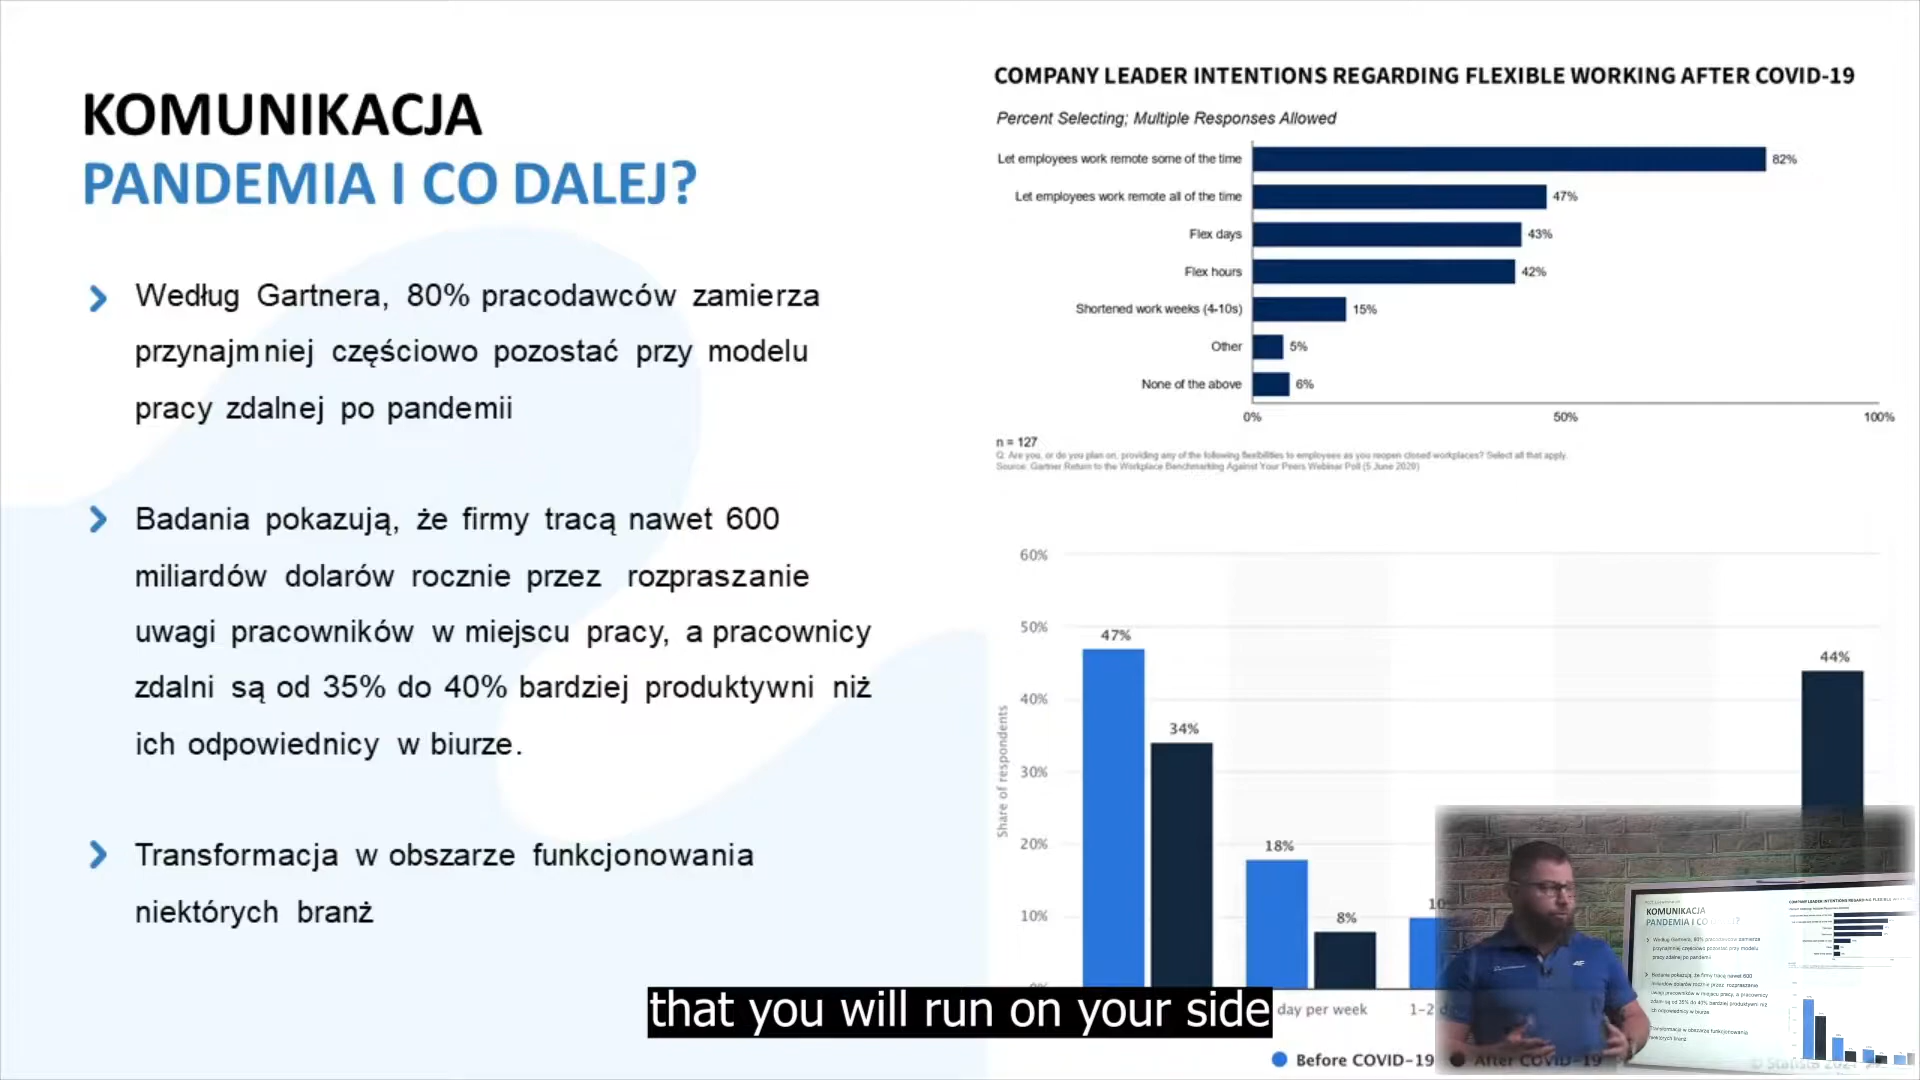 KOMUNIKACJA
PANDEMIA I CO DALEJ?
Według Gartnera, 80% pracodawców zamierza
przynajmniej częściowo pozostać przy modelu
pracy zdalnej po pandemii
Badania pokazują, że firmy tracą nawet 600
miliardów dolarów rocznie przez rozpraszanie
uwagi pracowników w miejscu pracy, a pracownicy
zdalni są od 35% do 40% bardziej produktywni niż
ich odpowiednicy w biurze.
Transformacja w obszarze funkcjonowania
niektórych branż
COMPANY LEADER INTENTIONS REGARDING FLEXIBLE WORKING AFTER COVID-19
Percent Selecting; Multiple Responses Allowed
Let employees work remote some of the time 82%
Let employees work remote all of the time 47%
Flex days 43%
Flex hours 42%
Shortened work weeks (4-10s) 15%
Other 5%
None of the above 6%
0% 50% 100%
n = 127
Q: Are you, or do you plan on, providing any of the following flexibilities to employees as you reopen closed workplaces? Select all that apply.
Source: Gartner Return to the Workplace Benchmarking Against Your Peers Webinar Poll (5 June 2020)
Share of respondents
60%
50%
40%
30%
20%
10%
47%
34%
18%
8%
44%
day per week 1-2
Before COVID-19 After COVID-19
that you will run on your side
KOMUNIKACJA
PANDEMIA I CO